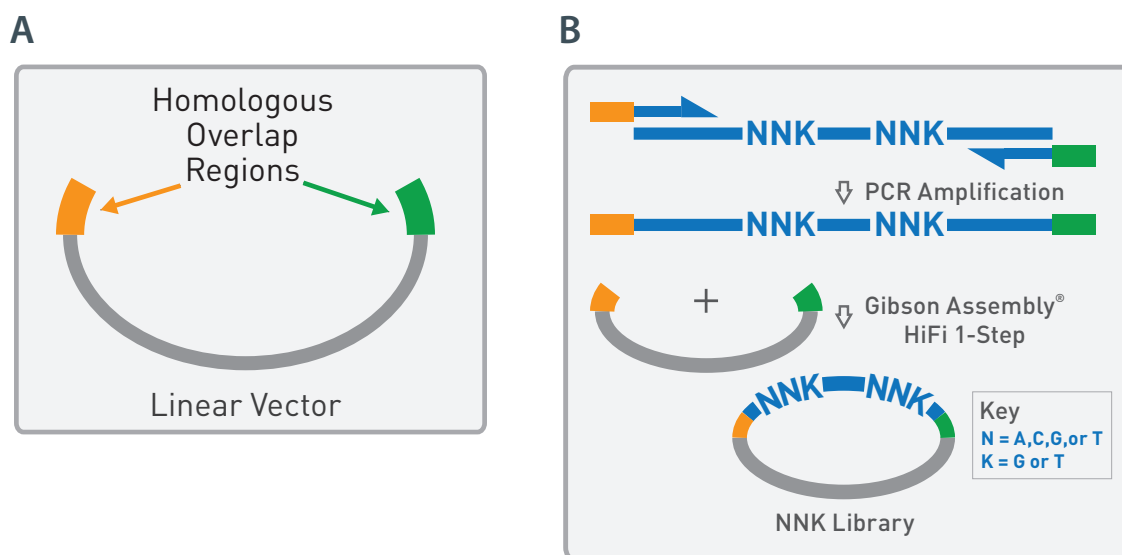 A
Homologous
Overlap
Regions
Linear Vector
B
NNK NNK
PCR Amplification
NNK NNK
+
Gibson Assembly®
HiFi 1-Step
NNK NNK
Key
N = A,C,G,or T
K = G or T
NNK Library